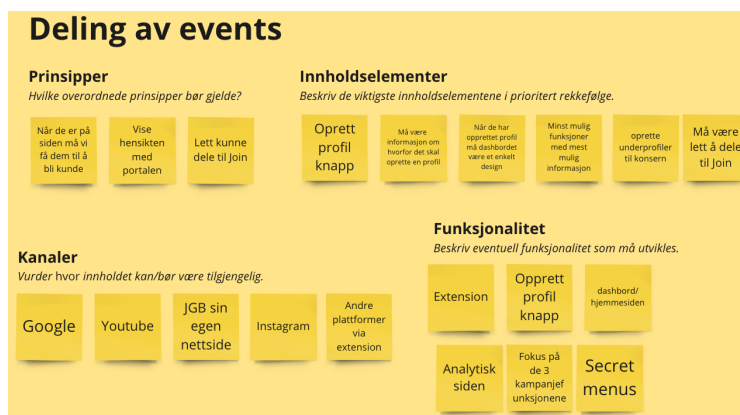 Deling av events
Prinsipper
Hvilke overordnede prinsipper bør gjelde?
Når de er på
siden må vi
få dem til å
bli kunde
Vise
hensikten
med
portalen
Lett kunne
dele til Join
Innholdselementer
Beskriv de viktigste innholdselementene i prioritert rekkefølge.
Oprett
profil
knapp
Må være
informasjon om
hvorfor det skal
oprette en profil
Når de har
opprettet profil
må dashbordet
være et enkelt
design
Minst mulig
funksjoner
med mest
mulig
informasjon
oprette
underprofiler
til konsern
Må være
lett å dele
til Join
Kanaler
Vurder hvor innholdet kan/bør være tilgjengelig.
Google
Youtube
JGB sin
egen
nettside
Instagram
Andre
plattformer
via
extension
Funksjonalitet
Beskriv eventuell funksjonalitet som må utvikles.
Extension
Opprett
profil
knapp
dashbord/
hjemmesiden
Analytisk
siden
Fokus på
de 3
kampanjef
unksjonene
Secret
menus